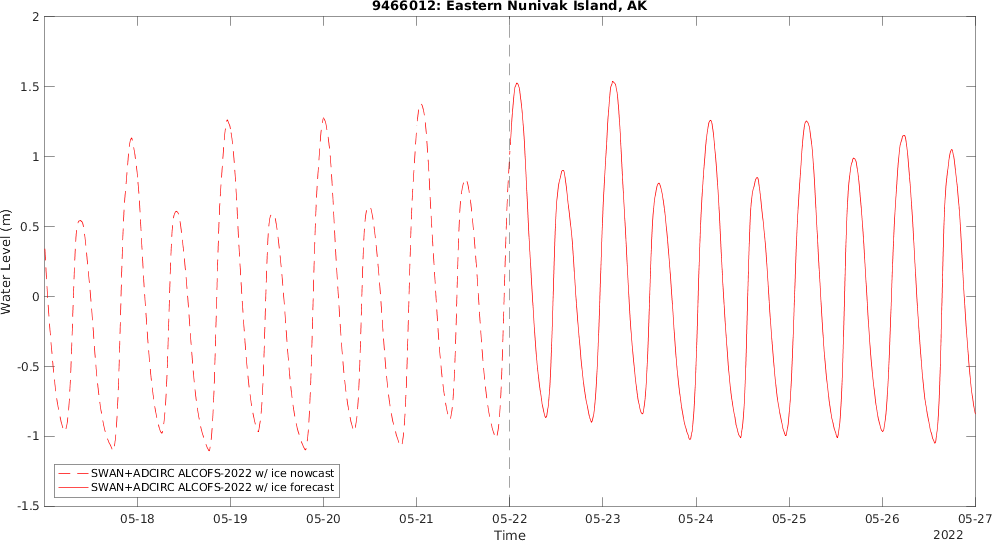 9466012: Eastern Nunivak Island, AK
2
1.5
1
0.5
0
-0.5
-1
-1.5
Water Level (m)
SWAN+ADCIRC ALCOFS-2022 w/ ice nowcast
SWAN+ADCIRC ALCOFS-2022 w/ ice forecast
05-18 05-19 05-20 05-21 05-22 05-23 05-24 05-25 05-26 05-27
Time
2022